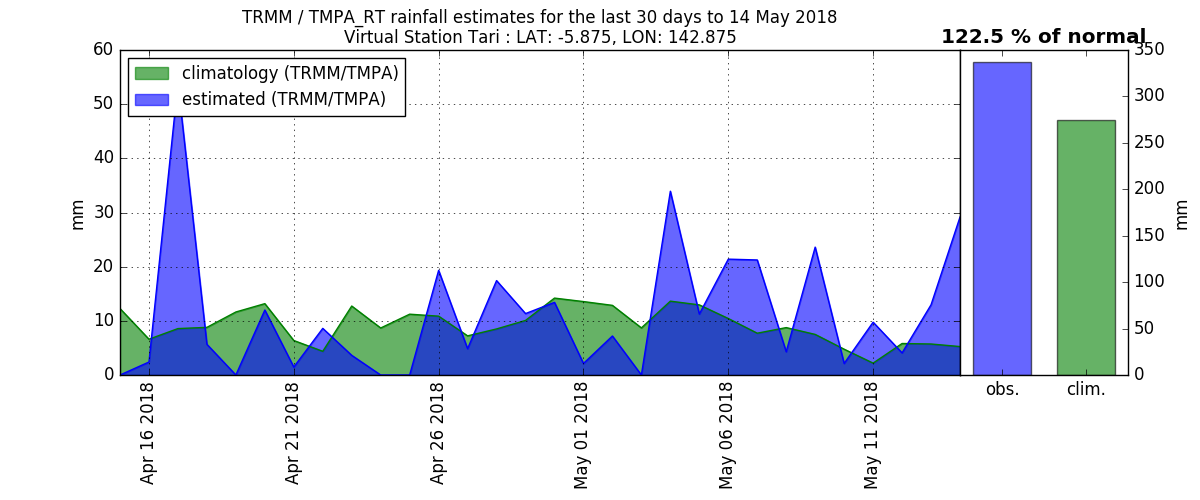 TRMM / TMPA_RT rainfall estimates for the last 30 days to 14 May 2018
Virtual Station Tari : LAT: -5.875, LON: 142.875
122.5 % of normal
climatology (TRMM/TMPA)
estimated (TRMM/TMPA)
60
50
40
30
20
10
0
mm
Apr 16 2018
Apr 21 2018
Apr 26 2018
May 01 2018
May 06 2018
May 11 2018
350
300
250
200
150
100
50
0
mm
obs.
clim.